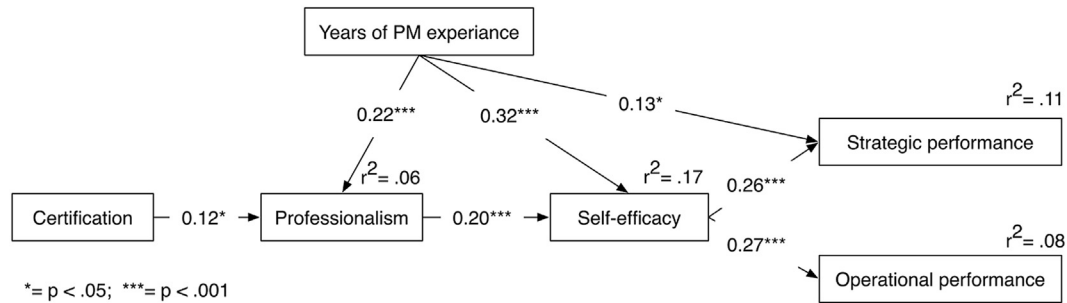 Years of PM experiance
0.22***
0.32***
0.13*
r2= .11
Strategic performance
r2= .06
r2= .17
0.26***
Certification
0.12*
Professionalism
0.20***
Self-efficacy
0.27***
r2= .08
Operational performance
*= p < .05; ***= p < .001